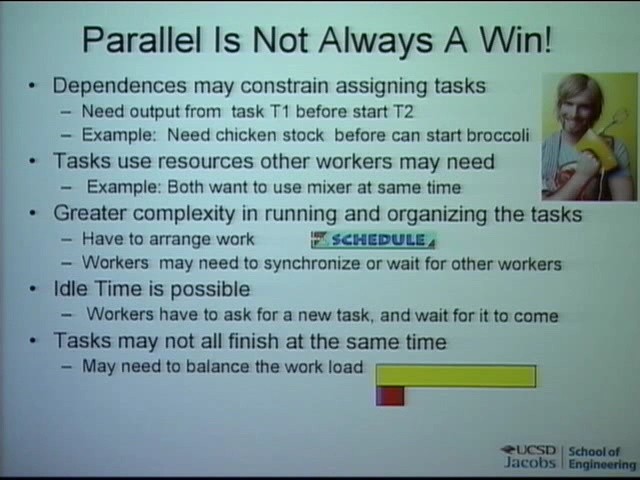 Parallel Is Not Always A Win!
• Dependences may constrain assigning tasks
– Need output from task T1 before start T2
– Example: Need chicken stock before can start broccoli
• Tasks use resources other workers may need
– Example: Both want to use mixer at same time
• Greater complexity in running and organizing the tasks
– Have to arrange work SCHEDULE
– Workers may need to synchronize or wait for other workers
• Idle Time is possible
– Workers have to ask for a new task, and wait for it to come
• Tasks may not all finish at the same time
– May need to balance the work load
UCSD School of
Jacobs Engineering